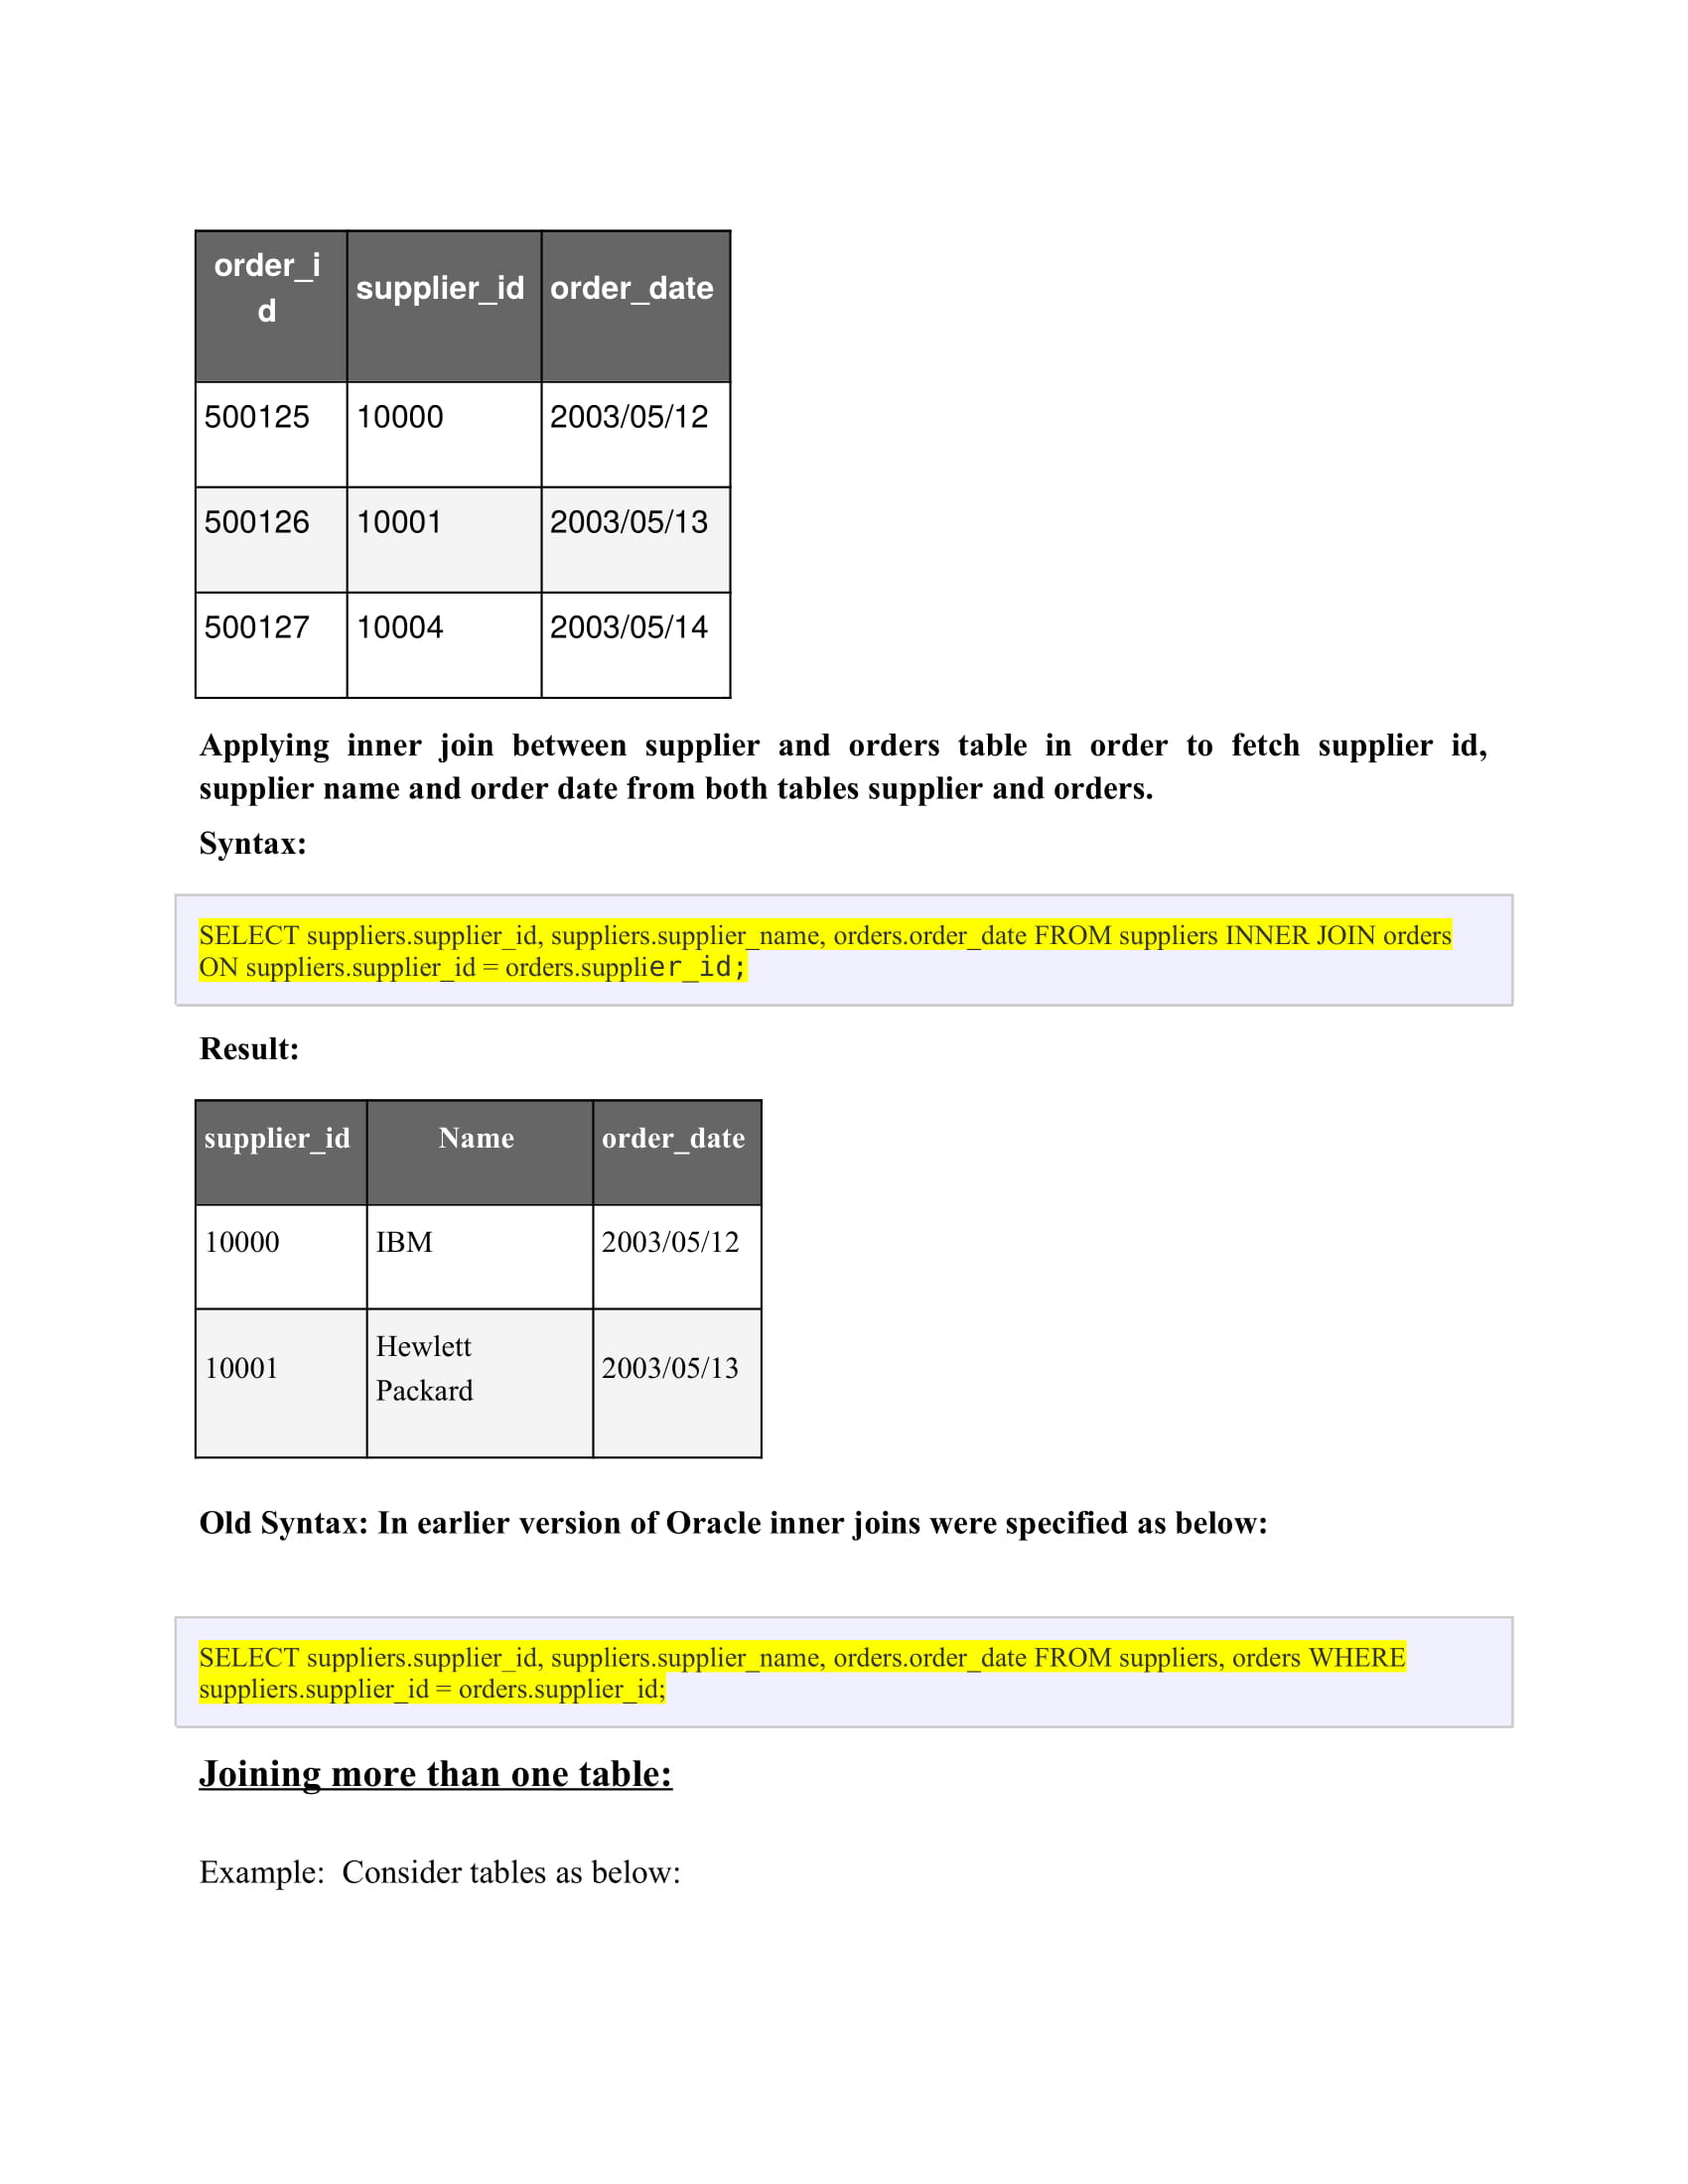 order_i
d
supplier_id
order_date
500125
10000
2003/05/12
500126
10001
2003/05/13
500127
10004
2003/05/14
Applying inner join between supplier and orders table in order to fetch supplier id,
supplier name and order date from both tables supplier and orders.
Syntax:
SELECT suppliers.supplier_id, suppliers.supplier_name, orders.order_date FROM suppliers INNER JOIN orders
ON suppliers.supplier_id = orders.supplier_id;
Result:
supplier_id
Name
order_date
10000
IBM
2003/05/12
10001
Hewlett
Packard
2003/05/13
Old Syntax: In earlier version of Oracle inner joins were specified as below:
SELECT suppliers.supplier_id, suppliers.supplier_name, orders.order_date FROM suppliers, orders WHERE
suppliers.supplier_id = orders.supplier_id;
Joining more than one table:
Example:  Consider tables as below: